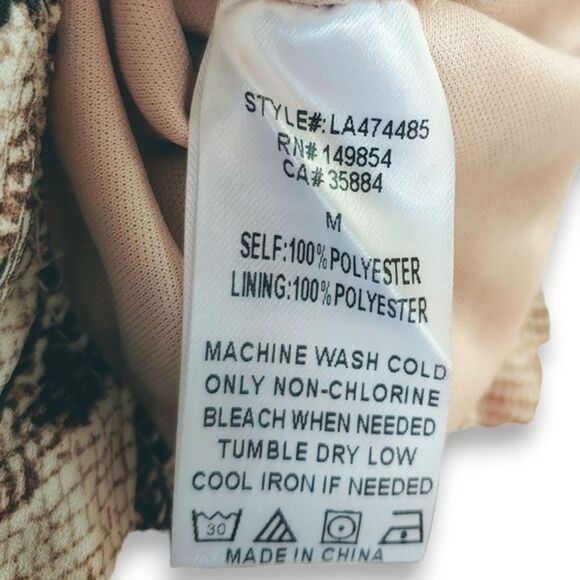 STYLE#:LA474485
RN#149854
CA#35884
M
SELF:100%POLYESTER
LINING:100%POLYESTER
MACHINE WASH COLD
ONLY NON-CHLORINE
BLEACH WHEN NEEDED
TUMBLE DRY LOW
COOL IRON IF NEEDED
30
MADE IN CHINA